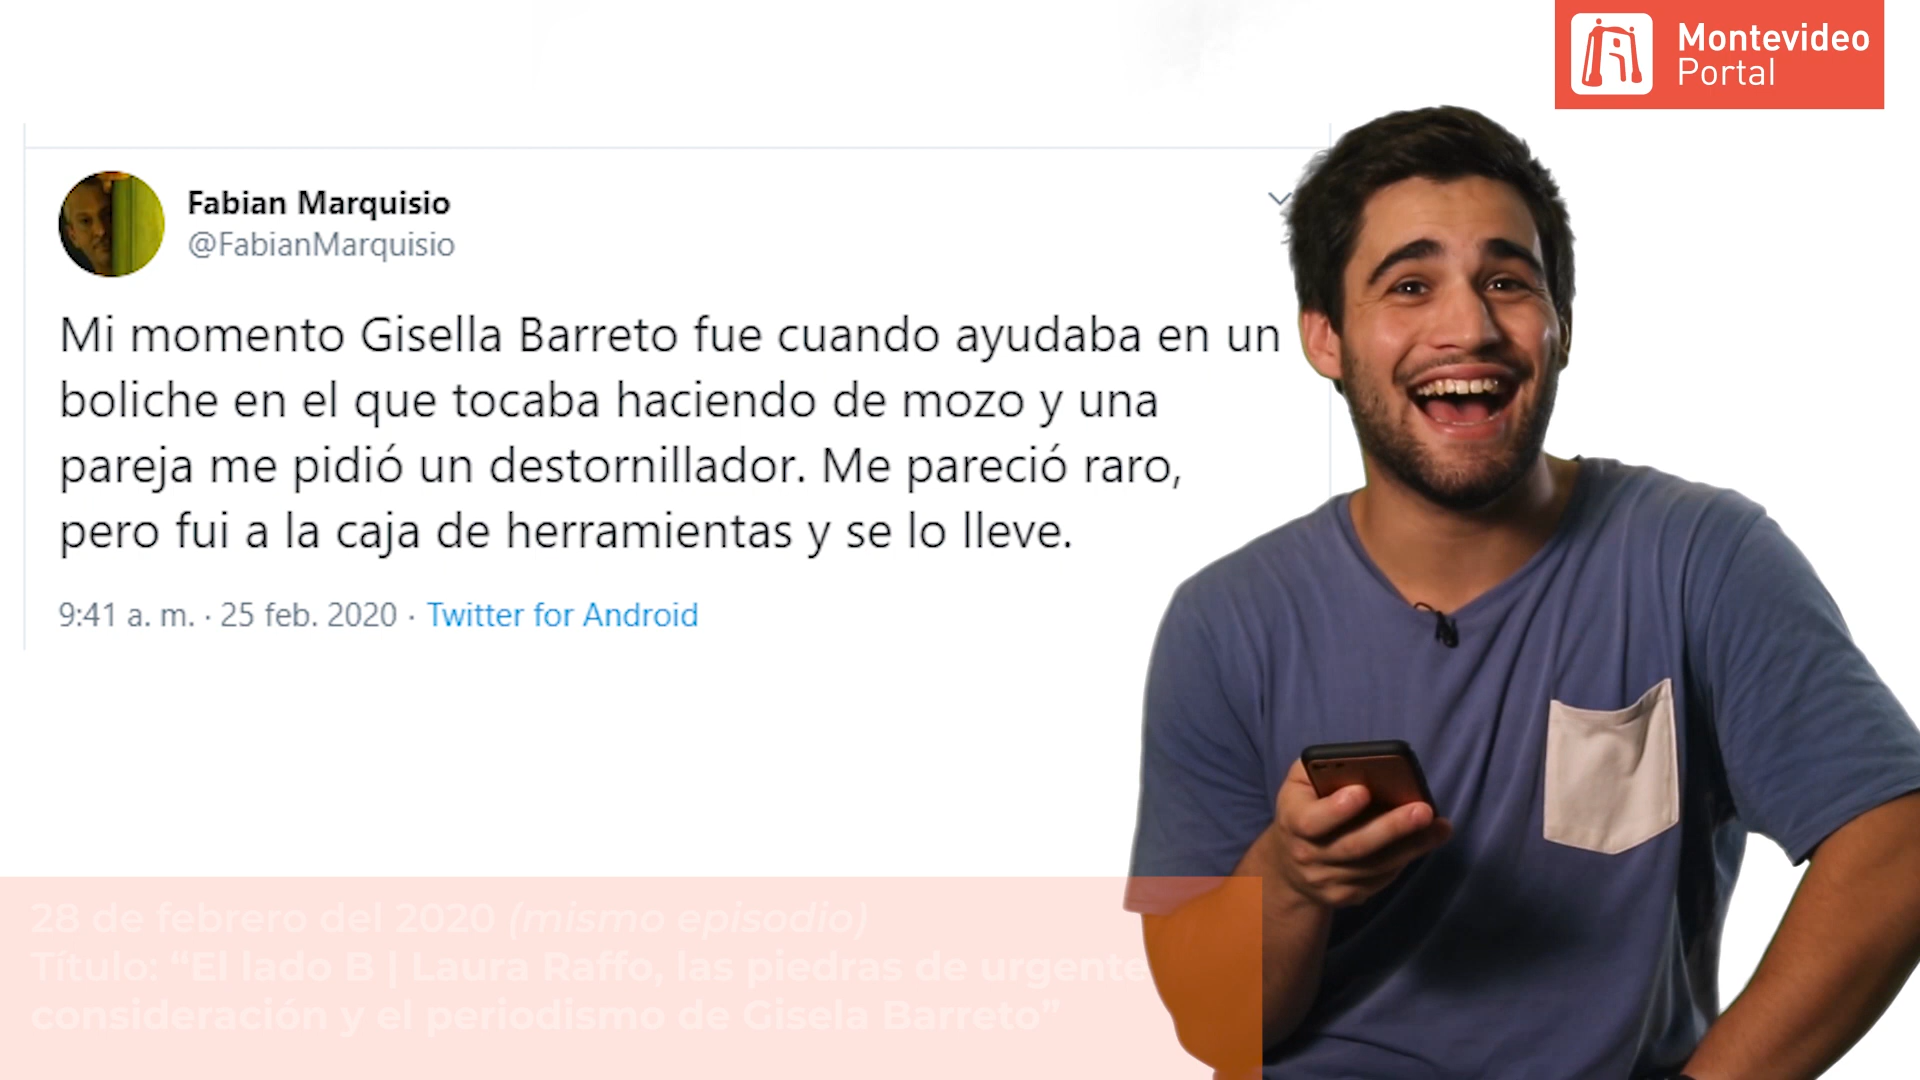 Montevideo
Portal
Fabian Marquisio
@FabianMarquisio
Mi momento Gisella Barreto fue cuando ayudaba en un
boliche en el que tocaba haciendo de mozo y una
pareja me pidió un destornillador. Me pareció raro,
pero fui a la caja de herramientas y se lo lleve.
9:41 a. m. · 25 feb. 2020 · Twitter for Android
28 de febrero del 2020 (mismo episodio)
Título: “El lado B | Laura Raffo, las piedras de urgente
consideración y el periodismo de Gisela Barreto”